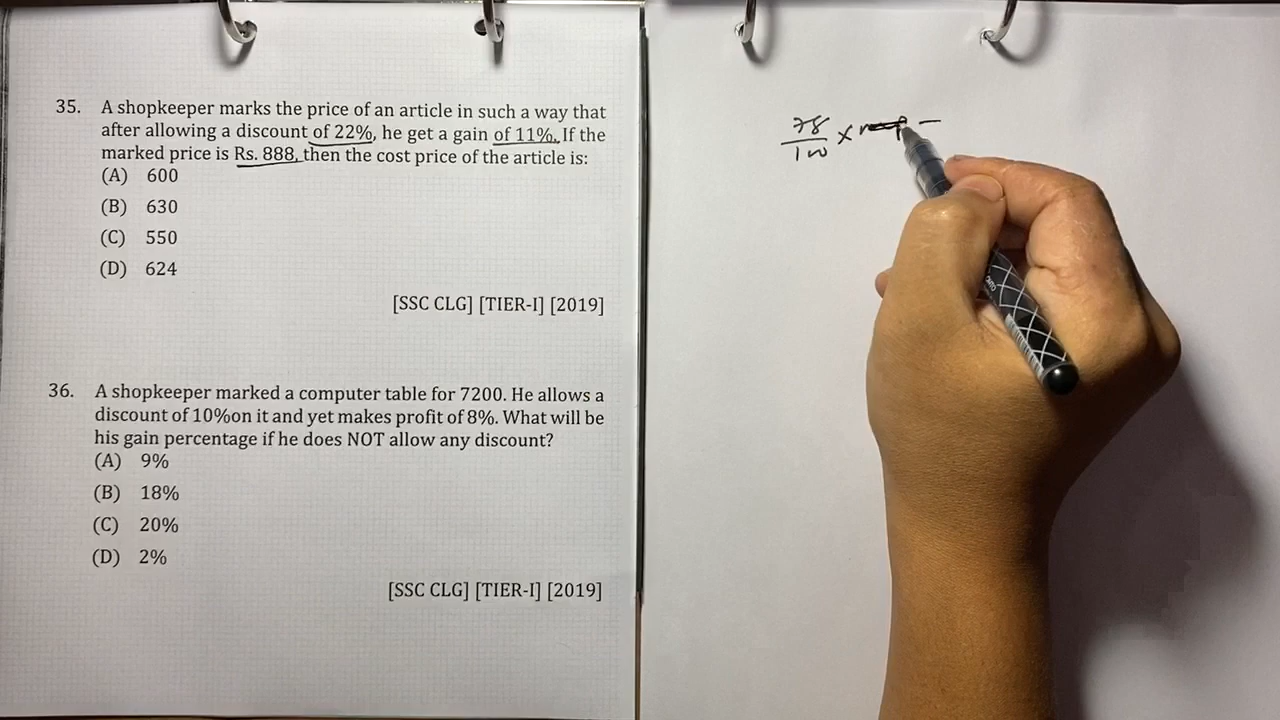 35. A shopkeeper marks the price of an article in such a way that
after allowing a discount of 22%, he get a gain of 11%. If the
marked price is Rs. 888, then the cost price of the article is:
(A) 600
(B) 630
(C) 550
(D) 624
[SSC CLG] [TIER-I] [2019]
36. A shopkeeper marked a computer table for 7200. He allows a
discount of 10%on it and yet makes profit of 8%. What will be
his gain percentage if he does NOT allow any discount?
(A) 9%
(B) 18%
(C) 20%
(D) 2%
[SSC CLG] [TIER-I] [2019]
78
100 ×